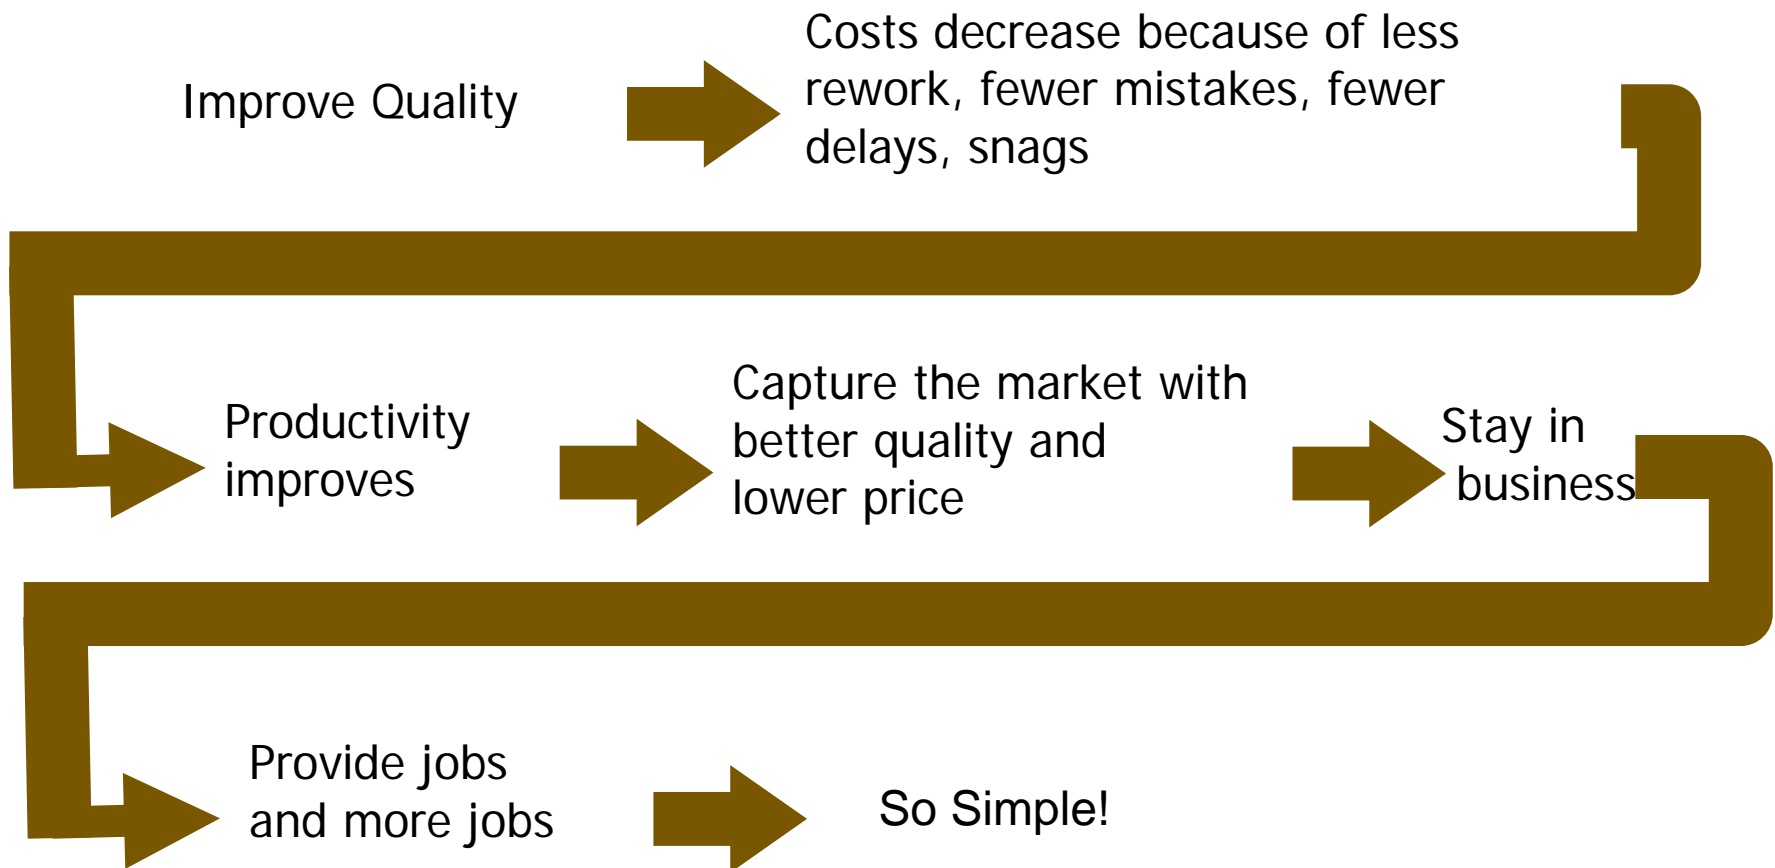 Improve Quality
Costs decrease because of less
rework, fewer mistakes, fewer
delays, snags
Productivity
improves
Capture the market with
better quality and
lower price
Stay in
business
Provide jobs
and more jobs
So Simple!